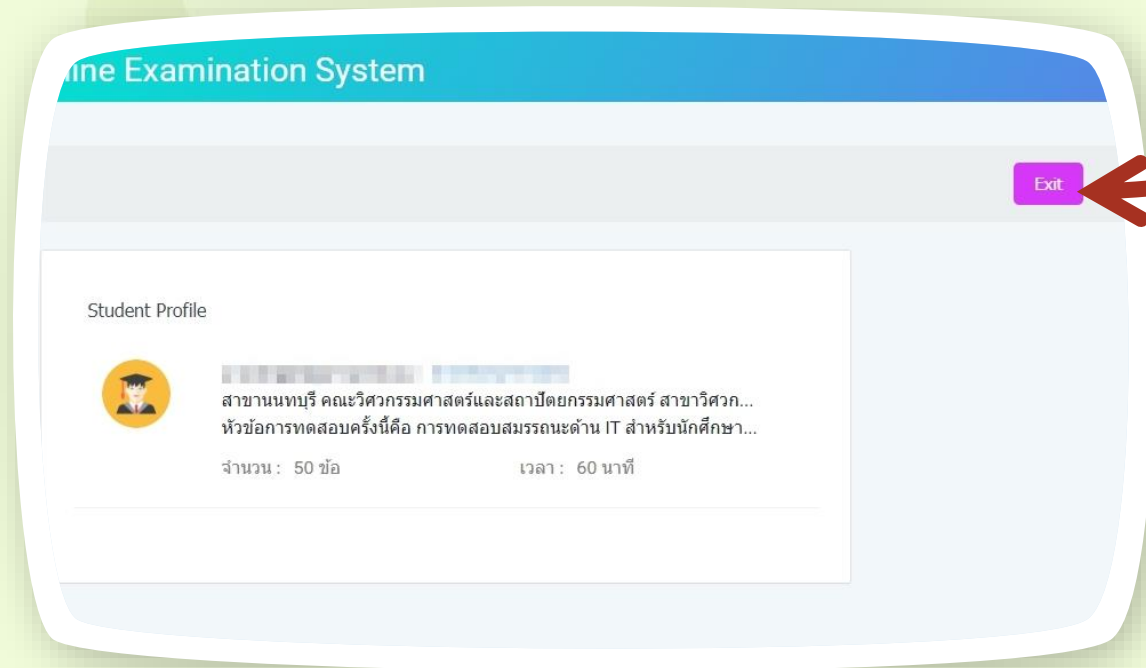 line Examination System
Exit
Student Profile
สาขานนทบุรี คณะวิศวกรรมศาสตร์และสถาปัตยกรรมศาสตร์ สาขาวิศวก...
หัวข้อการทดสอบครั้งนี้คือ การทดสอบสมรรถนะด้าน IT สำหรับนักศึกษา...
จำนวน : 50 ข้อ เวลา : 60 นาที